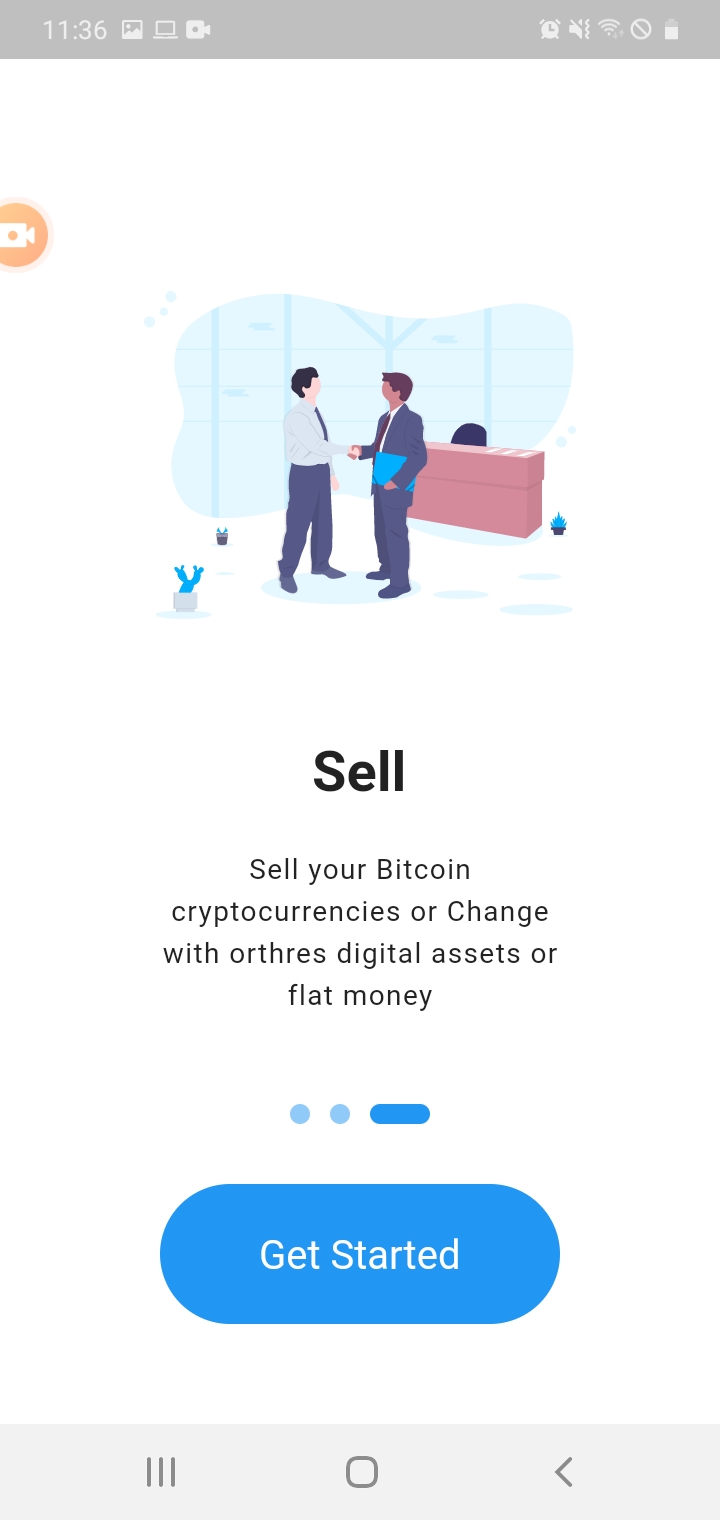 11:36
Sell
Sell your Bitcoin
cryptocurrencies or Change
with orthres digital assets or
flat money
Get Started